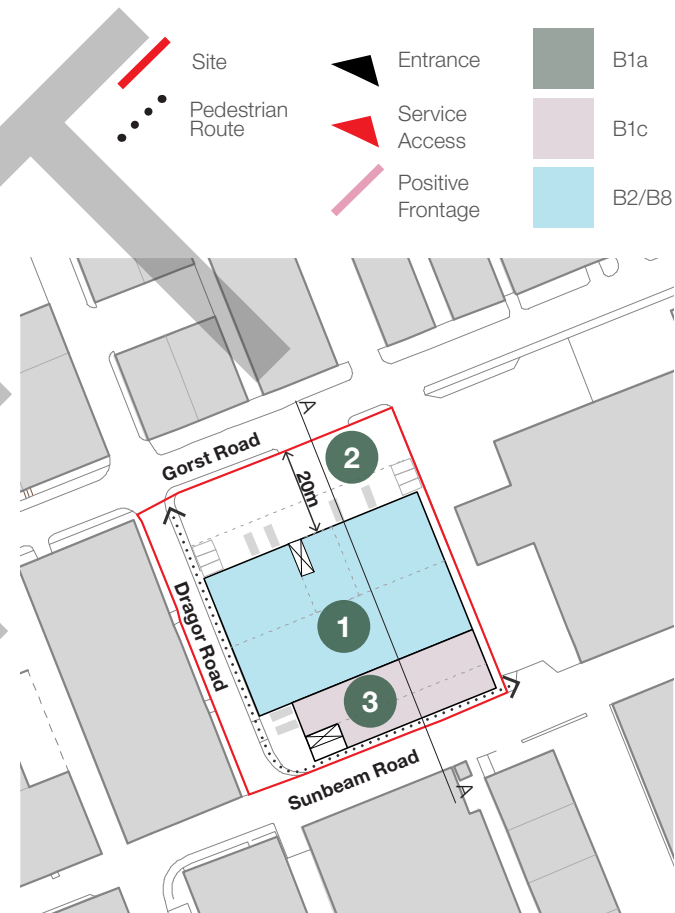 Site
Pedestrian
Route
Entrance
Service
Access
Positive
Frontage
B1a
B1c
B2/B8
A
Gorst Road
2
20m
Dragor Road
1
3
Sunbeam Road
A